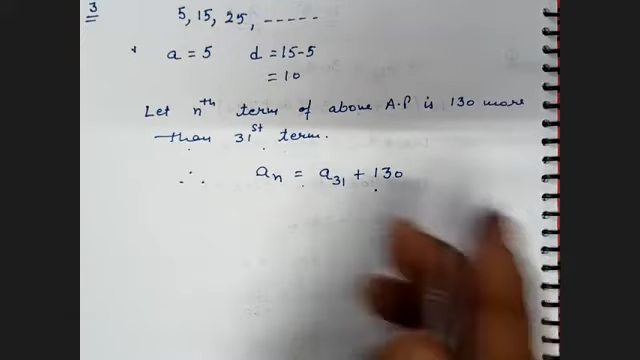 3 5, 15, 25, -----
a = 5 d = 15-5
= 10
Let nth term of above A.P is 130 more
than 31st term.
∴ an = a31 + 130